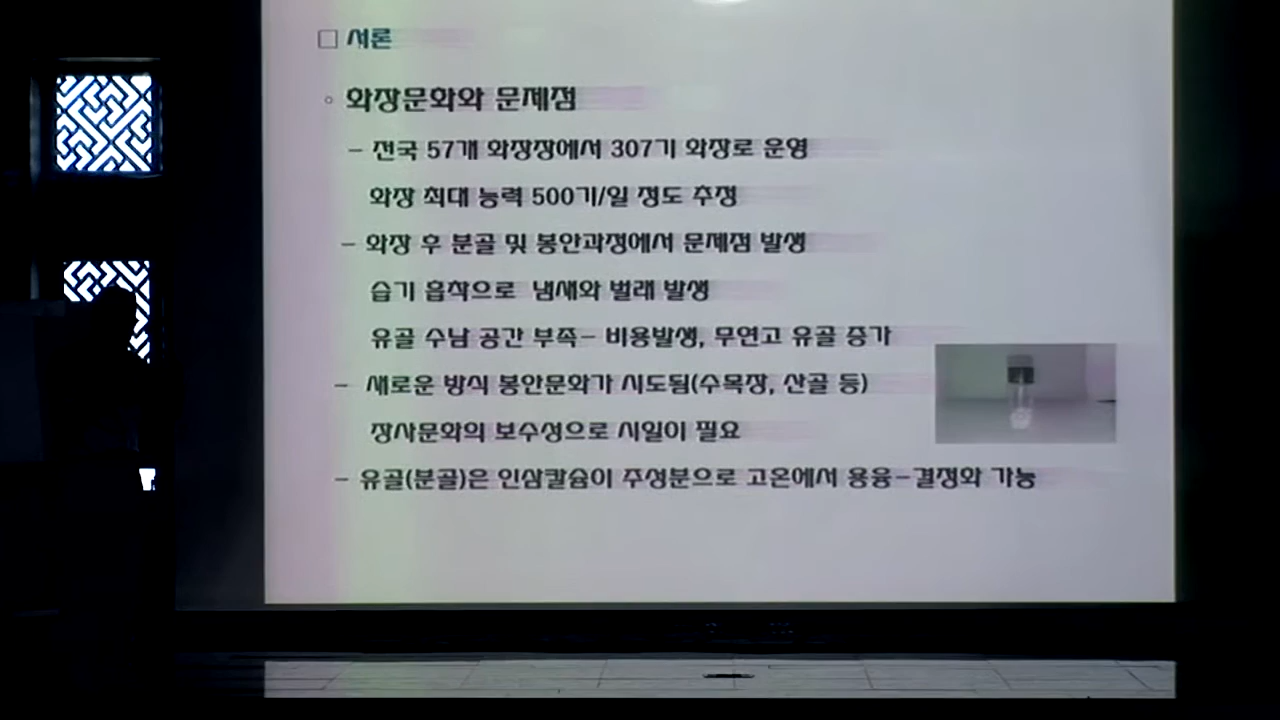 □ 서론
◦ 화장문화와 문제점
– 전국 57개 화장장에서 307기 화장로 운영
화장 최대 능력 500기/일 정도 추정
– 화장 후 분골 및 봉안과정에서 문제점 발생
습기 흡착으로 냄새와 벌래 발생
유골 수납 공간 부족– 비용발생, 무연고 유골 증가
– 새로운 방식 봉안문화가 시도됨(수목장, 산골 등)
장사문화의 보수성으로 시일이 필요
– 유골(분골)은 인삼칼슘이 주성분으로 고온에서 용융–결정화 가능